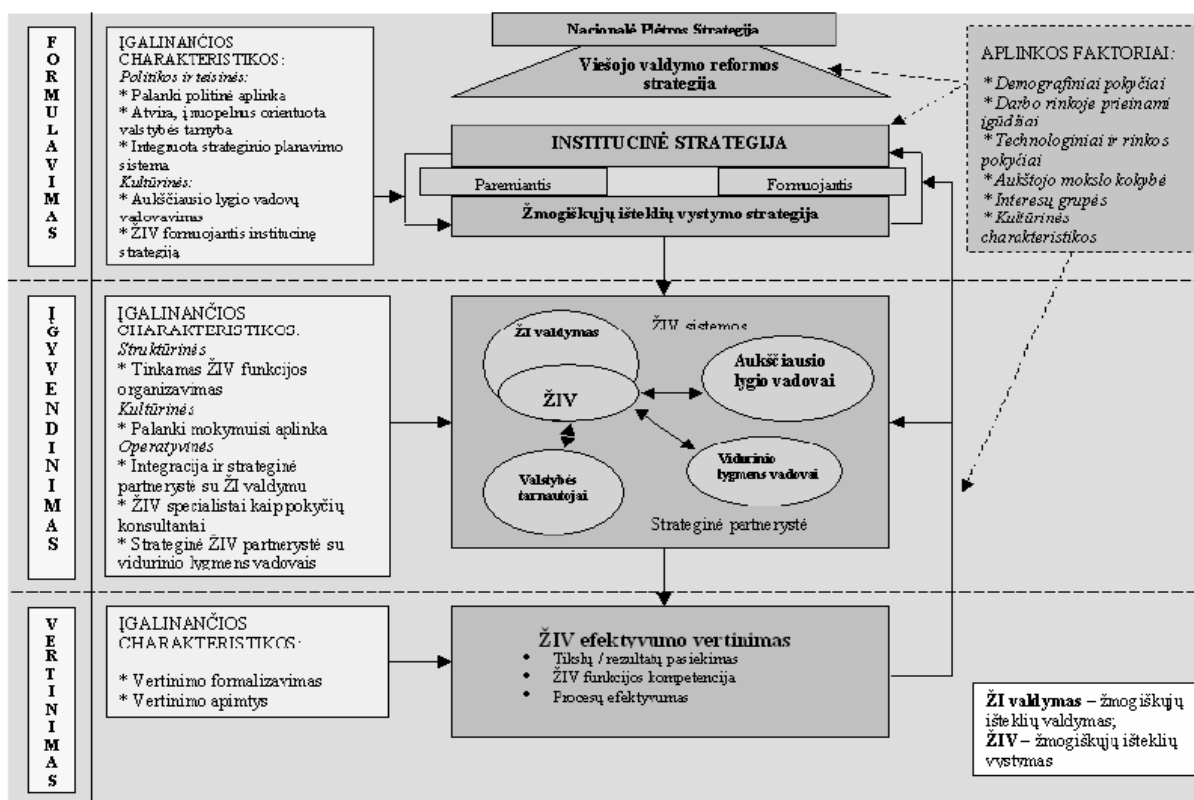 FORMULAVIMAS
ĮGALINANČIOS
CHARAKTERISTIKOS:
Politikos ir teisinės:
* Palanki politinė aplinka
* Atvira, į nuopelnus orientuota
valstybės tarnyba
* Integruota strateginio planavimo
sistema
Kultūrinės:
* Aukščiausio lygio vadovų
vadovavimas
* ŽIV formuojantis institucinę
strategiją
Nacionalė Plėtros Strategija
Viešojo valdymo reformos
strategija
INSTITUCINĖ STRATEGIJA
Paremiantis
Formuojantis
Žmogiškųjų išteklių vystymo strategija
APLINKOS FAKTORIAI:
* Demografiniai pokyčiai
* Darbo rinkoje prieinami
įgūdžiai
* Technologiniai ir rinkos
pokyčiai
* Aukštojo mokslo kokybė
* Interesų grupės
* Kultūrinės
charakteristikos
ĮGYVENDINIMAS
ĮGALINANČIOS
CHARAKTERISTIKOS:
Struktūrinės
* Tinkamas ŽIV funkcijos
organizavimas
Kultūrinės
* Palanki mokymuisi aplinka
Operatyvinės
* Integracija ir strateginė
partnerystė su ŽI valdymu
* ŽIV specialistai kaip pokyčių
konsultantai
* Strateginė ŽIV partnerystė su
vidurinio lygmens vadovais
ŽIV sistemos
ŽI valdymas
ŽIV
Aukščiausio
lygio vadovai
Valstybės
tarnautojai
Vidurinio
lygmens vadovai
Strateginė partnerystė
VERTINIMAS
ĮGALINANČIOS
CHARAKTERISTIKOS:
* Vertinimo formalizavimas
* Vertinimo apimtys
ŽIV efektyvumo vertinimas
• Tikslų / rezultatų pasiekimas
• ŽIV funkcijos kompetencija
• Procesų efektyvumas
ŽI valdymas – žmogiškųjų
išteklių valdymas;
ŽIV – žmogiškųjų išteklių
vystymas